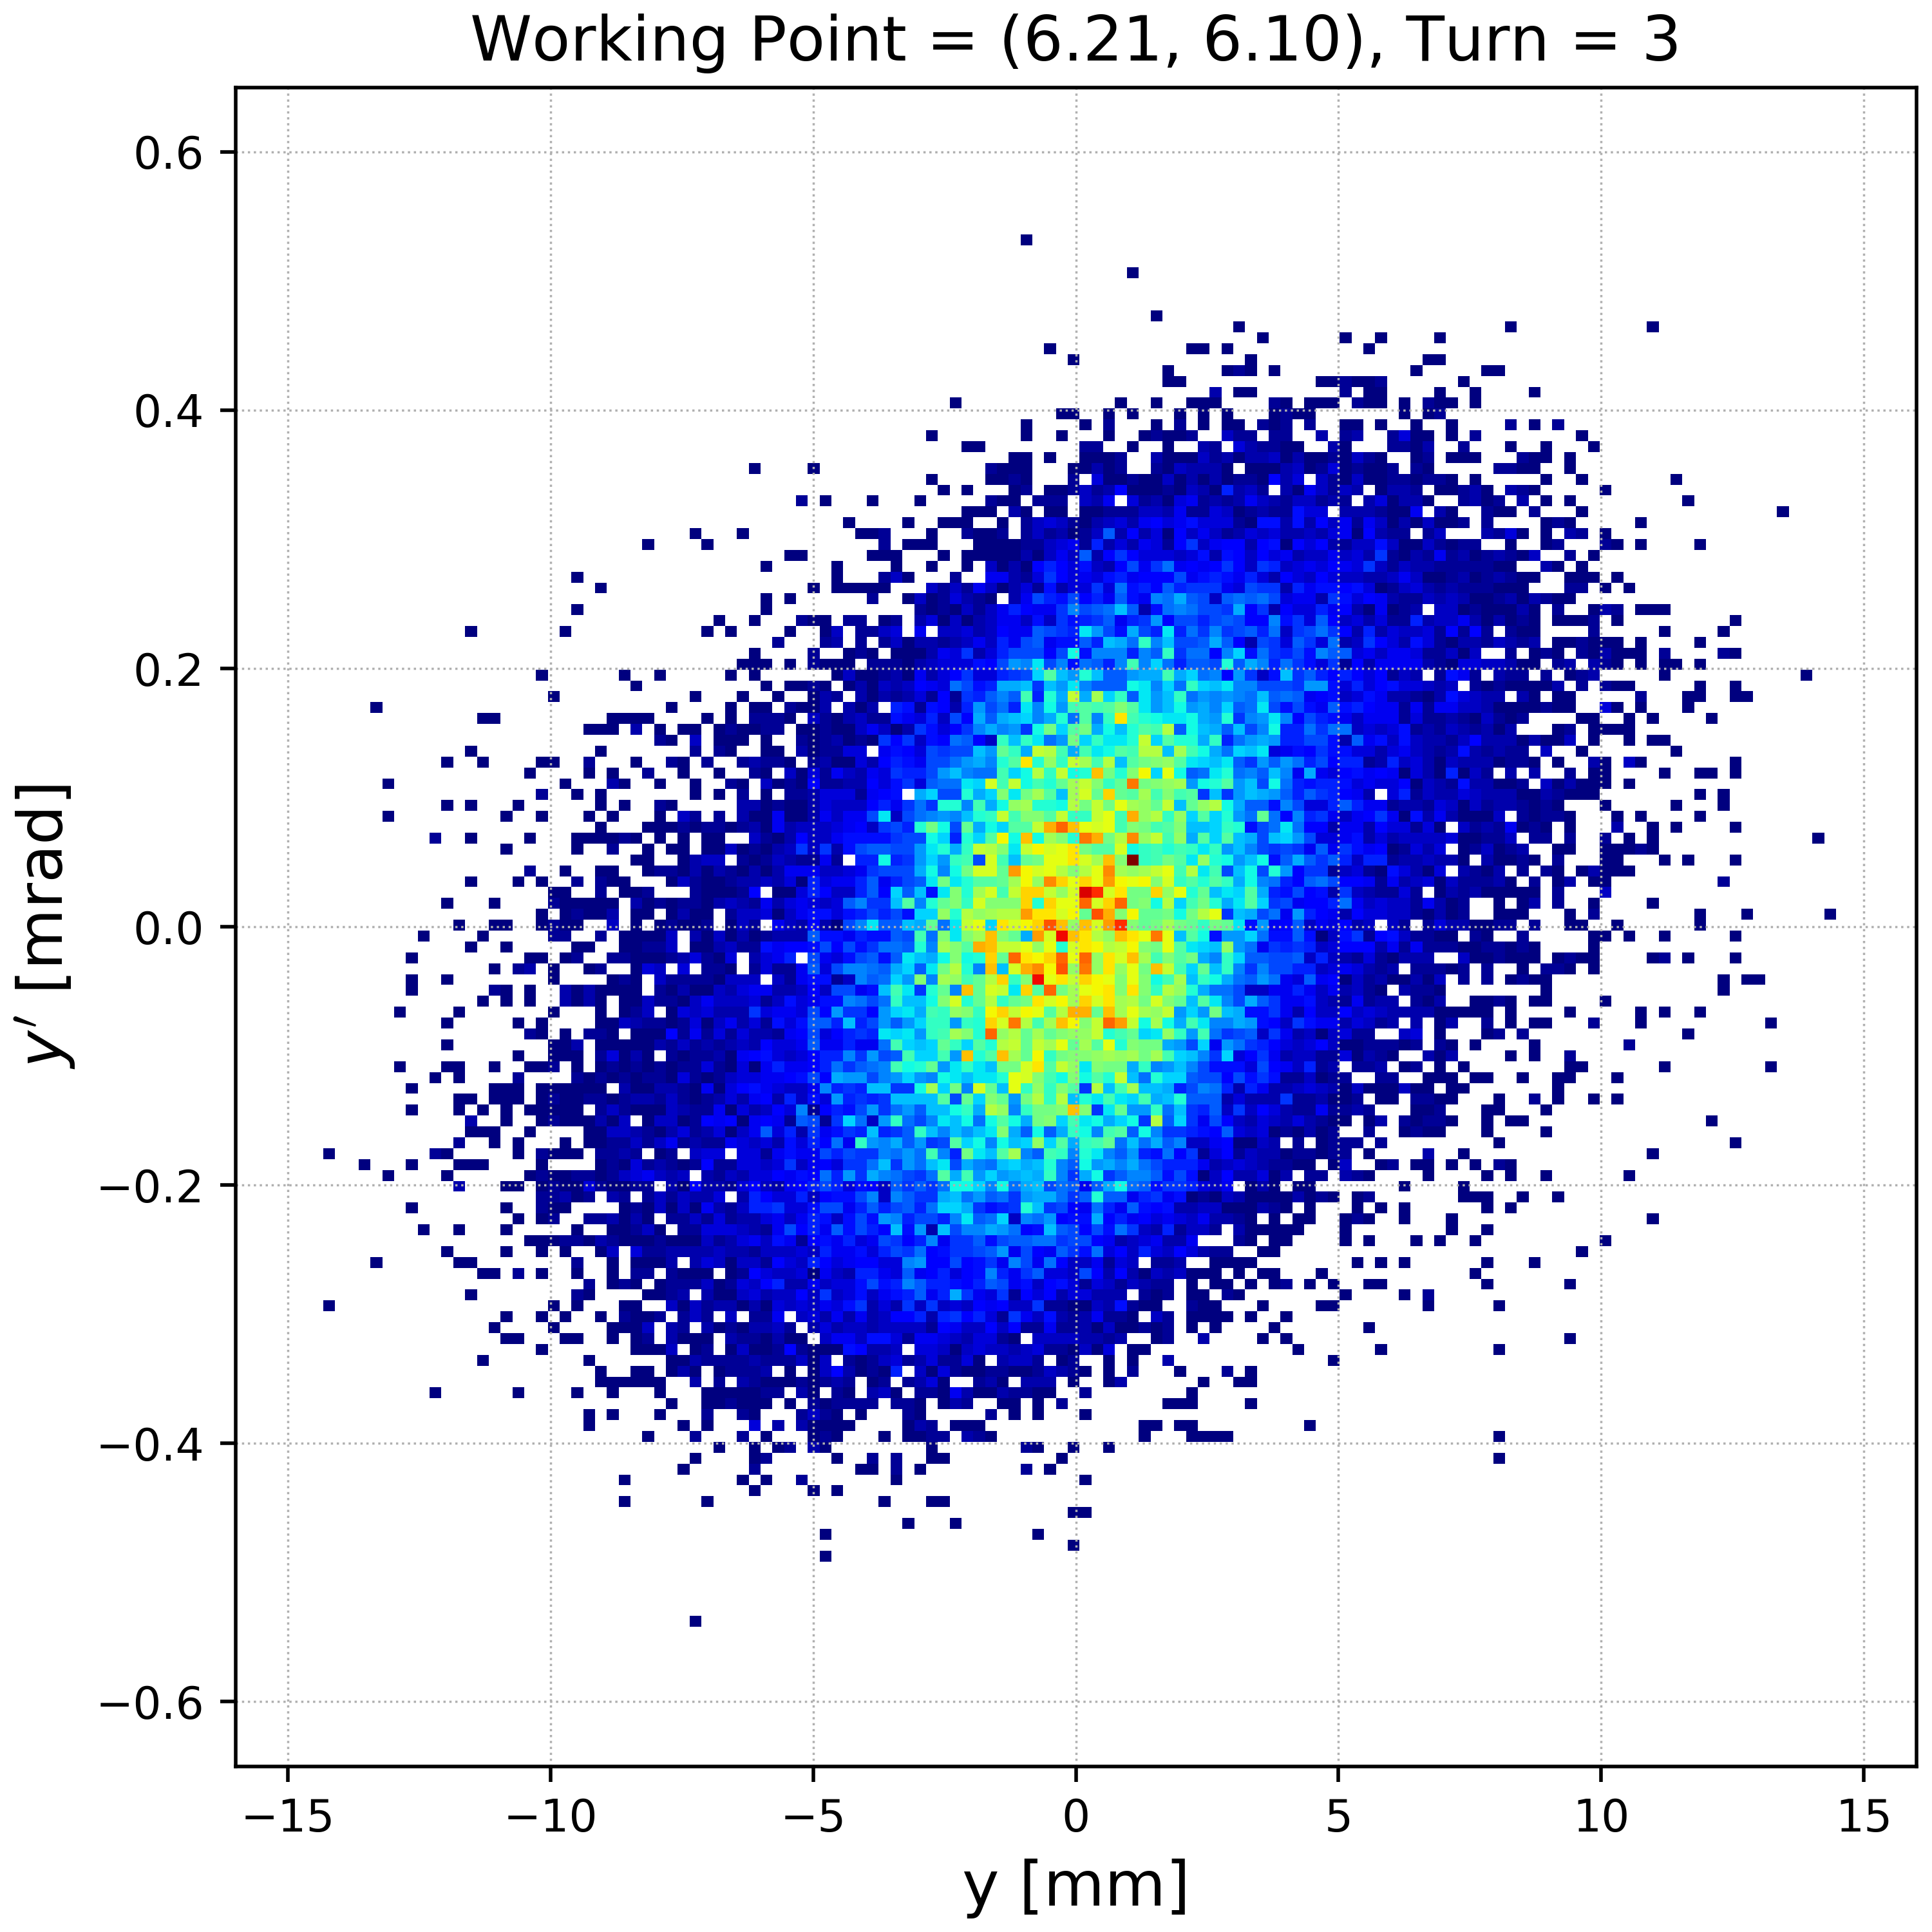 Working Point = (6.21, 6.10), Turn = 3
0.6
0.4
0.2
0.0
−0.2
−0.4
−0.6
y′ [mrad]
−15 −10 −5 0 5 10 15
y [mm]